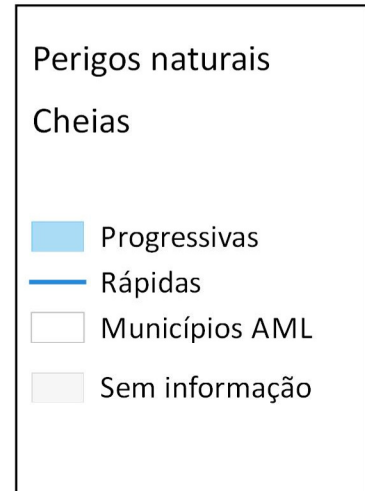 Perigos naturais
Cheias
Progressivas
Rápidas
Municípios AML
Sem informação